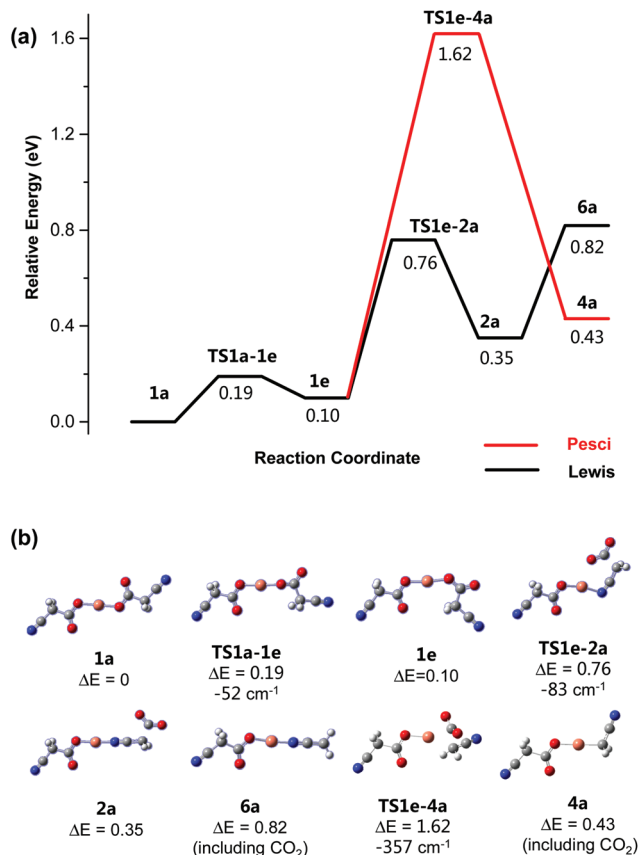 (a)
Relative Energy (eV)
1.6
1.2
0.8
0.4
0.0
TS1e-4a
1.62
TS1e-2a
0.76
6a
0.82
4a
0.43
2a
0.35
TS1a-1e
0.19
1e
0.10
1a
Reaction Coordinate
Pesci
Lewis
(b)
1a
ΔE = 0
TS1a-1e
ΔE = 0.19
-52 cm⁻¹
1e
ΔE=0.10
TS1e-2a
ΔE = 0.76
-83 cm⁻¹
2a
ΔE = 0.35
6a
ΔE = 0.82
(including CO₂)
TS1e-4a
ΔE = 1.62
-357 cm⁻¹
4a
ΔE = 0.43
(including CO₂)